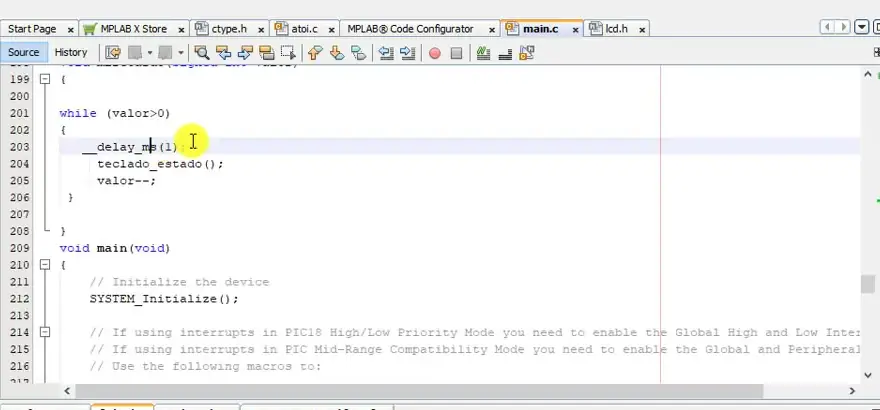 Start Page MPLAB X Store ctype.h atoi.c MPLAB® Code Configurator main.c lcd.h
Source History
199 {
200
201 while (valor>0)
202 {
203 __delay_ms(1);
204 teclado_estado();
205 valor--;
206 }
207
208 }
209 void main(void)
210 {
211 // Initialize the device
212 SYSTEM_Initialize();
213
214 // If using interrupts in PIC18 High/Low Priority Mode you need to enable the Global High and Low Inter
215 // If using interrupts in PIC Mid-Range Compatibility Mode you need to enable the Global and Peripheral
216 // Use the following macros to: